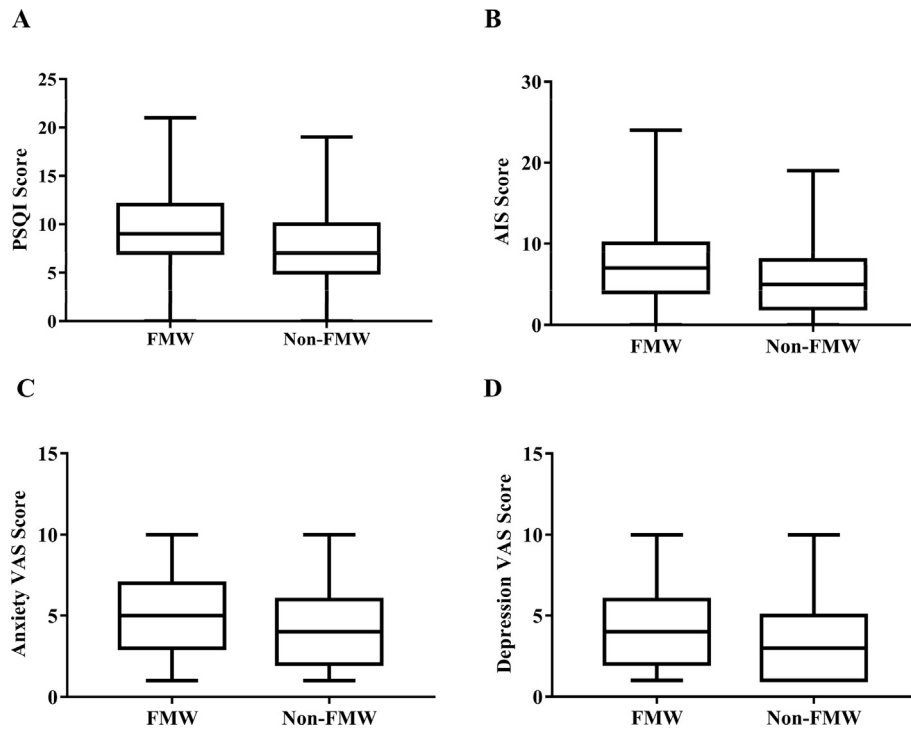 A
PSQI Score
25
20
15
10
5
0
FMW
Non-FMW
B
AIS Score
30
20
10
0
FMW
Non-FMW
C
Anxiety VAS Score
15
10
5
0
FMW
Non-FMW
D
Depression VAS Score
15
10
5
0
FMW
Non-FMW